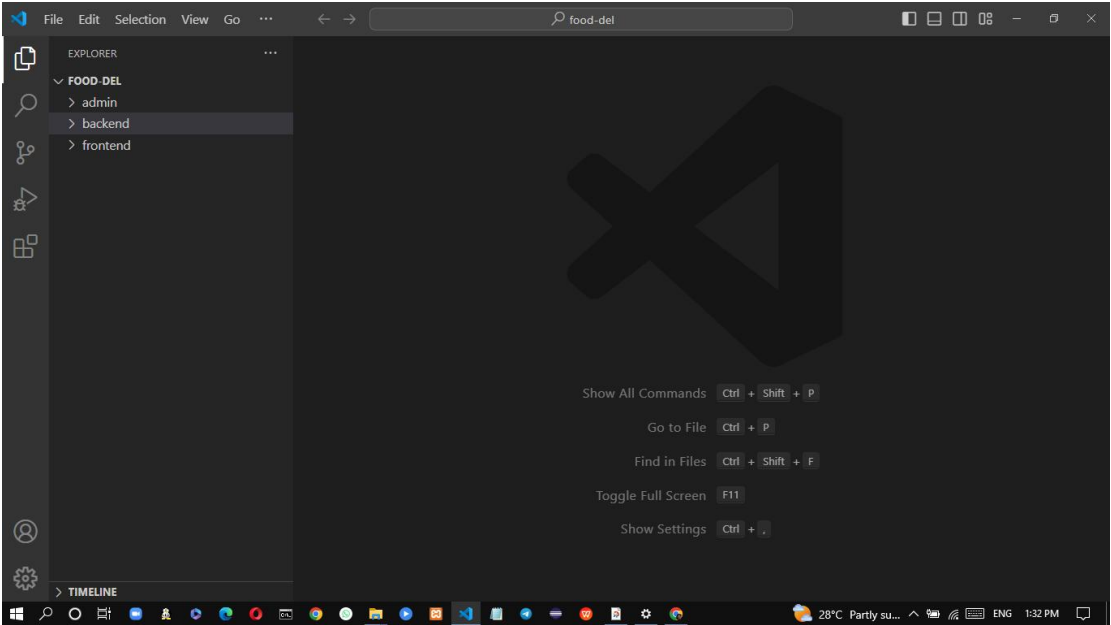 File Edit Selection View Go ··· food-del
EXPLORER ···
FOOD-DEL
admin
backend
frontend
Show All Commands Ctrl + Shift + P
Go to File Ctrl + P
Find in Files Ctrl + Shift + F
Toggle Full Screen F11
Show Settings Ctrl + ,
TIMELINE
28°C Partly su... ENG 1:32 PM